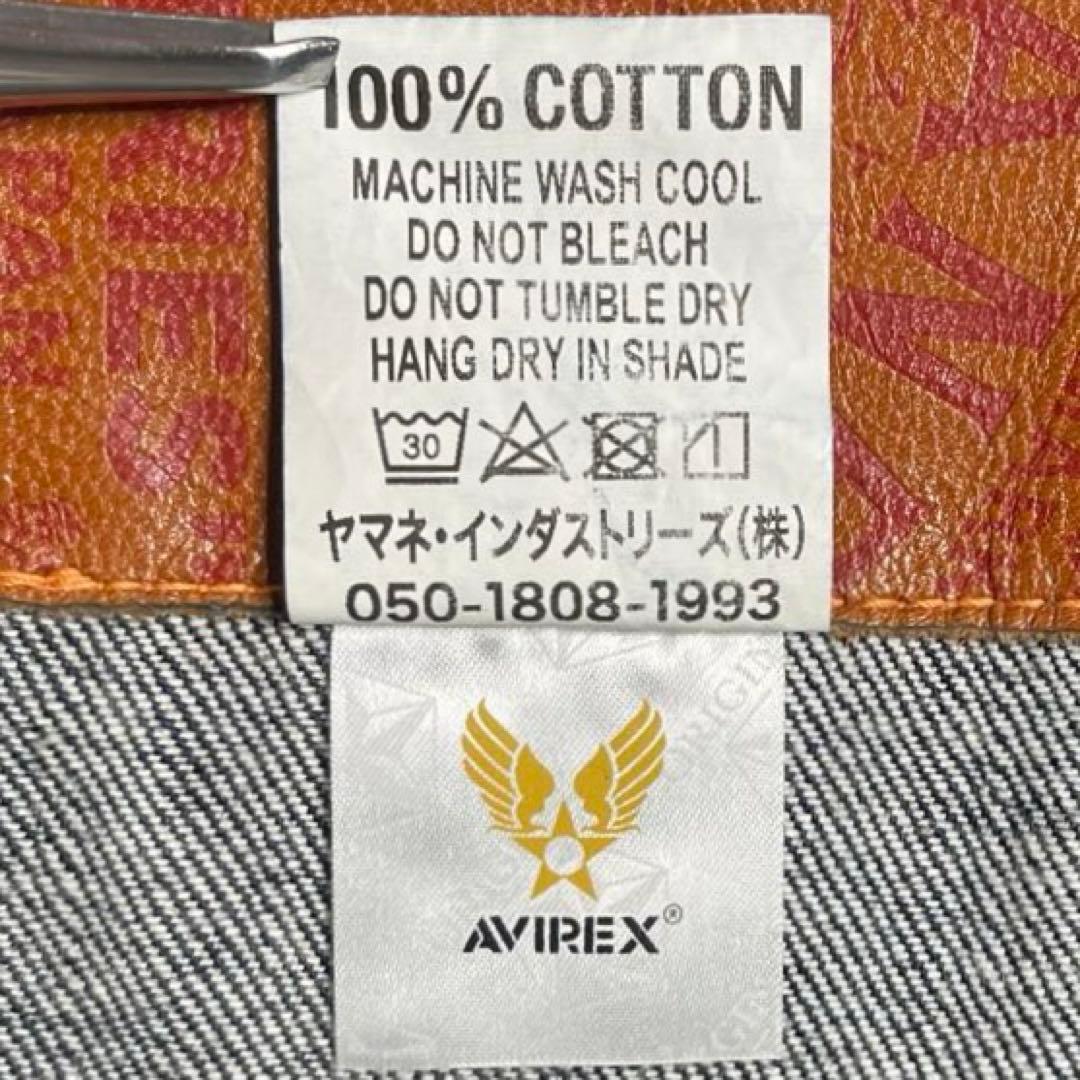 100% COTTON
MACHINE WASH COOL
DO NOT BLEACH
DO NOT TUMBLE DRY
HANG DRY IN SHADE
30
ヤマネ・インダストリーズ(株)
050-1808-1993
AVIREX®
RIES